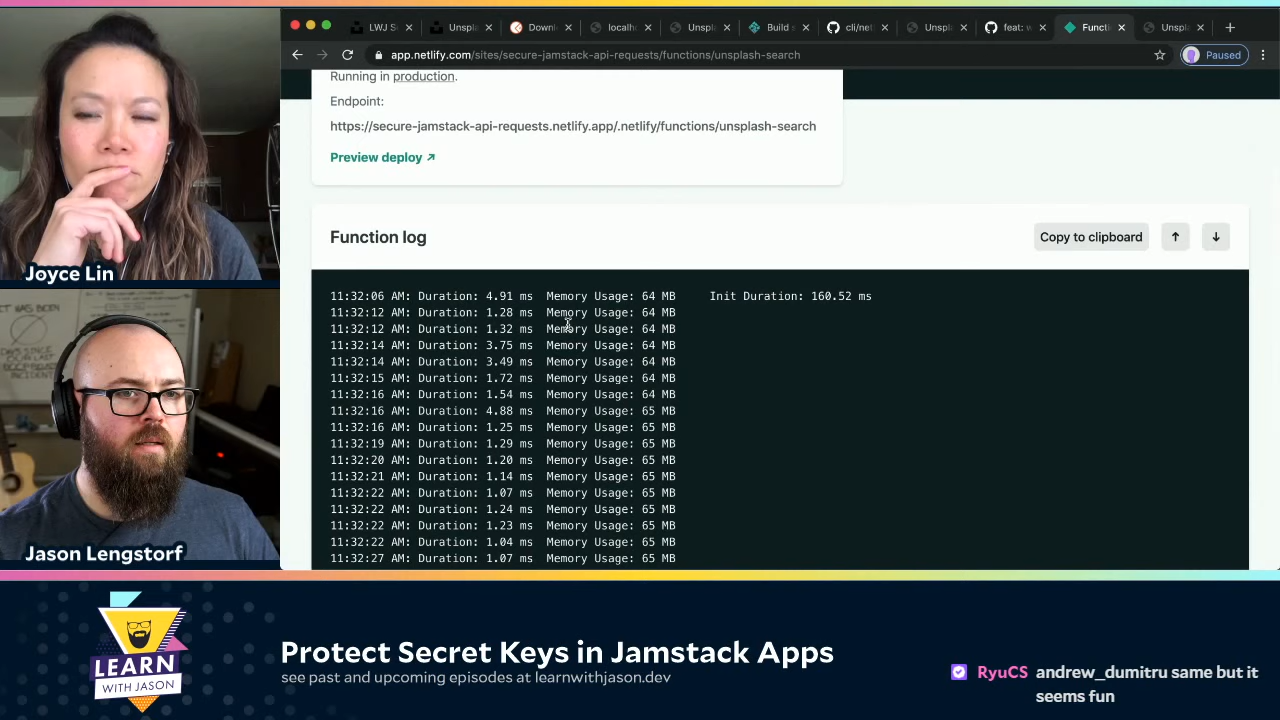 LWJ S
Unspla
Downlo
localho
Unspl
Build s
cli/net
Unspl
feat: w
Functi
Unspl
app.netlify.com/sites/secure-jamstack-api-requests/functions/unsplash-search
Paused
Running in production.
Endpoint:
https://secure-jamstack-api-requests.netlify.app/.netlify/functions/unsplash-search
Preview deploy ↗
Function log
Copy to clipboard
↑
↓
11:32:06 AM: Duration: 4.91 ms Memory Usage: 64 MB Init Duration: 160.52 ms
11:32:12 AM: Duration: 1.28 ms Memory Usage: 64 MB
11:32:12 AM: Duration: 1.32 ms Memory Usage: 64 MB
11:32:14 AM: Duration: 3.75 ms Memory Usage: 64 MB
11:32:14 AM: Duration: 3.49 ms Memory Usage: 64 MB
11:32:15 AM: Duration: 1.72 ms Memory Usage: 64 MB
11:32:16 AM: Duration: 1.54 ms Memory Usage: 64 MB
11:32:16 AM: Duration: 4.88 ms Memory Usage: 65 MB
11:32:16 AM: Duration: 1.25 ms Memory Usage: 65 MB
11:32:19 AM: Duration: 1.29 ms Memory Usage: 65 MB
11:32:20 AM: Duration: 1.20 ms Memory Usage: 65 MB
11:32:21 AM: Duration: 1.14 ms Memory Usage: 65 MB
11:32:22 AM: Duration: 1.07 ms Memory Usage: 65 MB
11:32:22 AM: Duration: 1.24 ms Memory Usage: 65 MB
11:32:22 AM: Duration: 1.23 ms Memory Usage: 65 MB
11:32:22 AM: Duration: 1.04 ms Memory Usage: 65 MB
11:32:27 AM: Duration: 1.07 ms Memory Usage: 65 MB
Joyce Lin
Jason Lengstorf
LEARN
WITH JASON
Protect Secret Keys in Jamstack Apps
see past and upcoming episodes at learnwithjason.dev
RyuCS andrew_dumitru same but it
seems fun